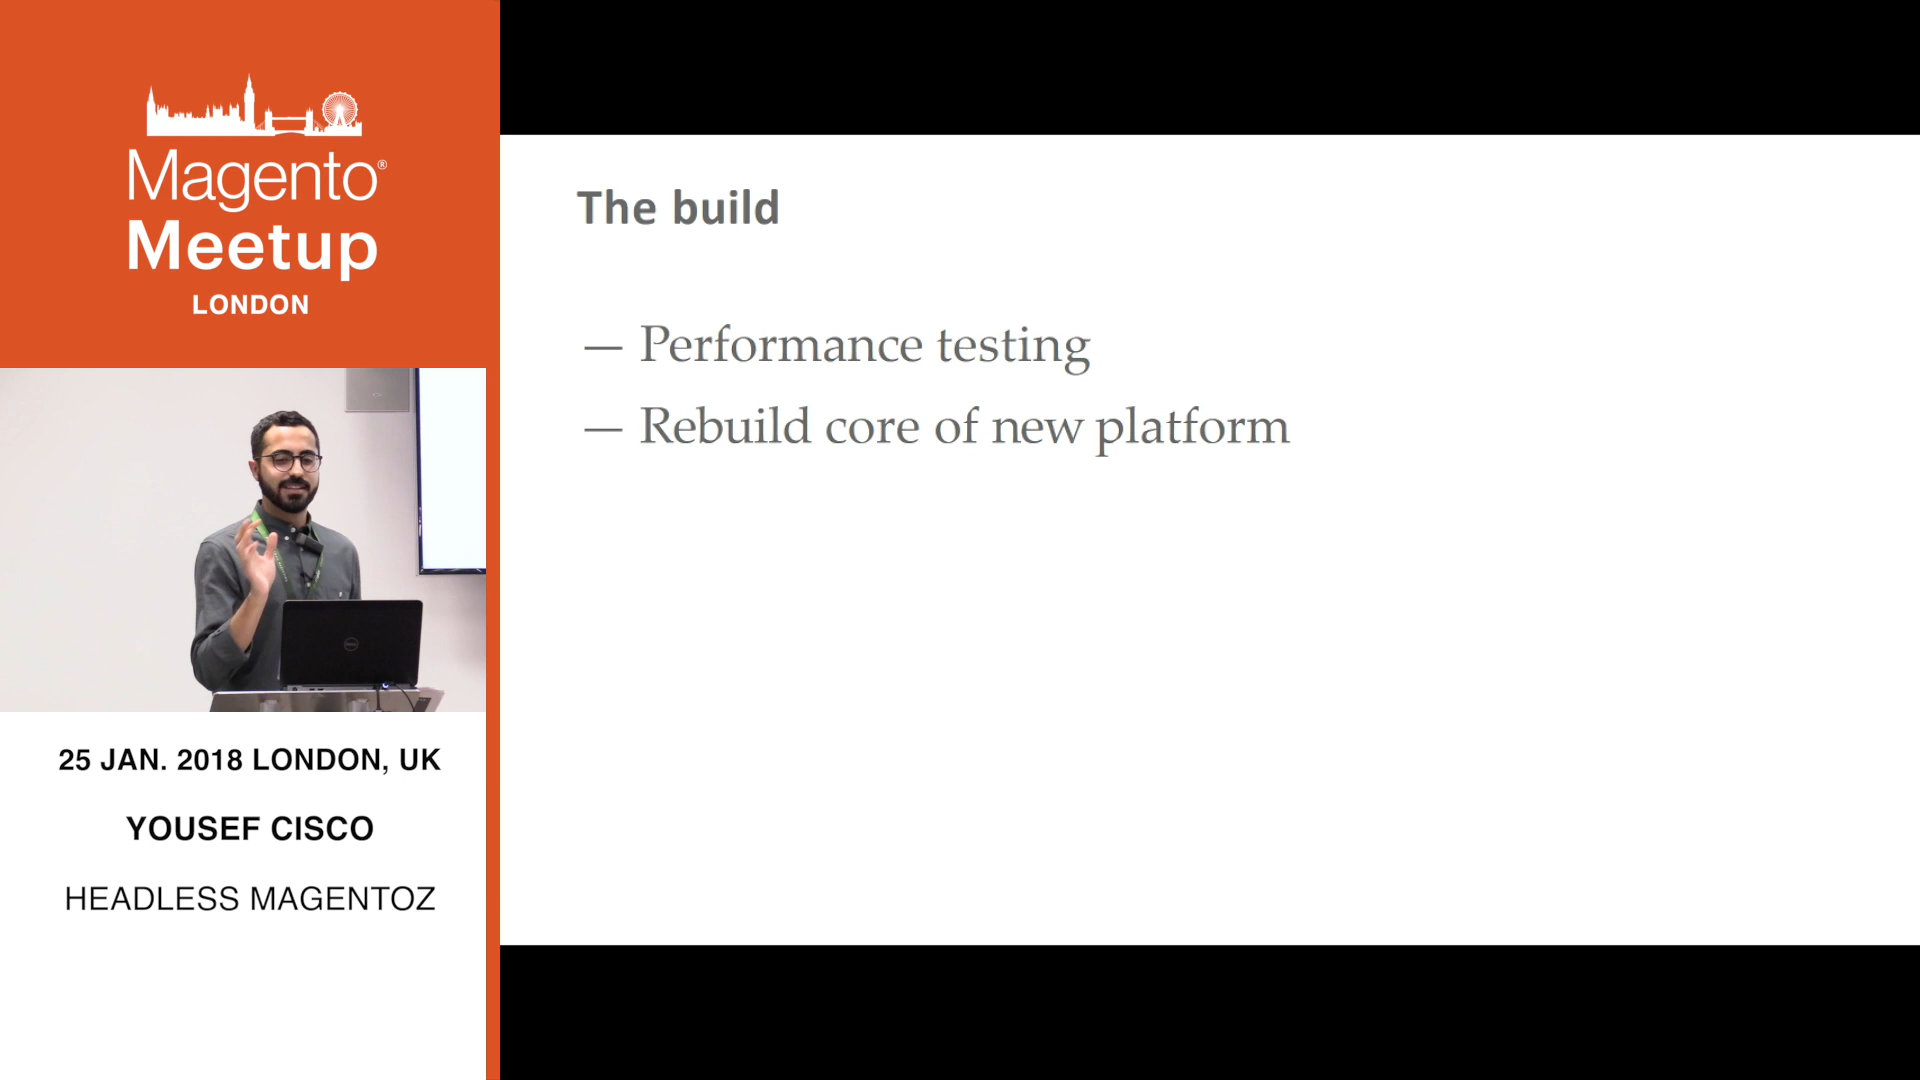 Magento®
Meetup
LONDON
25 JAN. 2018 LONDON, UK
YOUSEF CISCO
HEADLESS MAGENTOZ
The build
— Performance testing
— Rebuild core of new platform